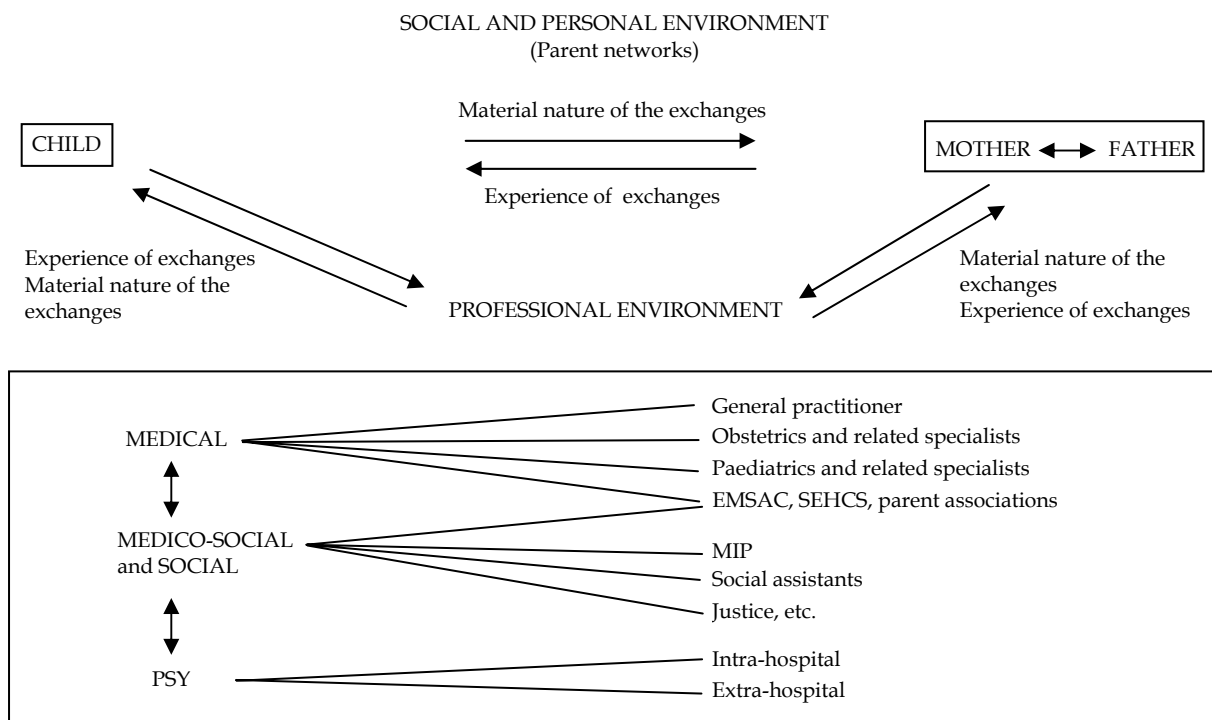 SOCIAL AND PERSONAL ENVIRONMENT
(Parent networks)
Material nature of the exchanges
CHILD
MOTHER FATHER
Experience of exchanges
Experience of exchanges
Material nature of the
exchanges
Material nature of the
exchanges
Experience of exchanges
PROFESSIONAL ENVIRONMENT
MEDICAL
General practitioner
Obstetrics and related specialists
Paediatrics and related specialists
EMSAC, SEHCS, parent associations
MEDICO-SOCIAL
and SOCIAL
MIP
Social assistants
Justice, etc.
PSY
Intra-hospital
Extra-hospital